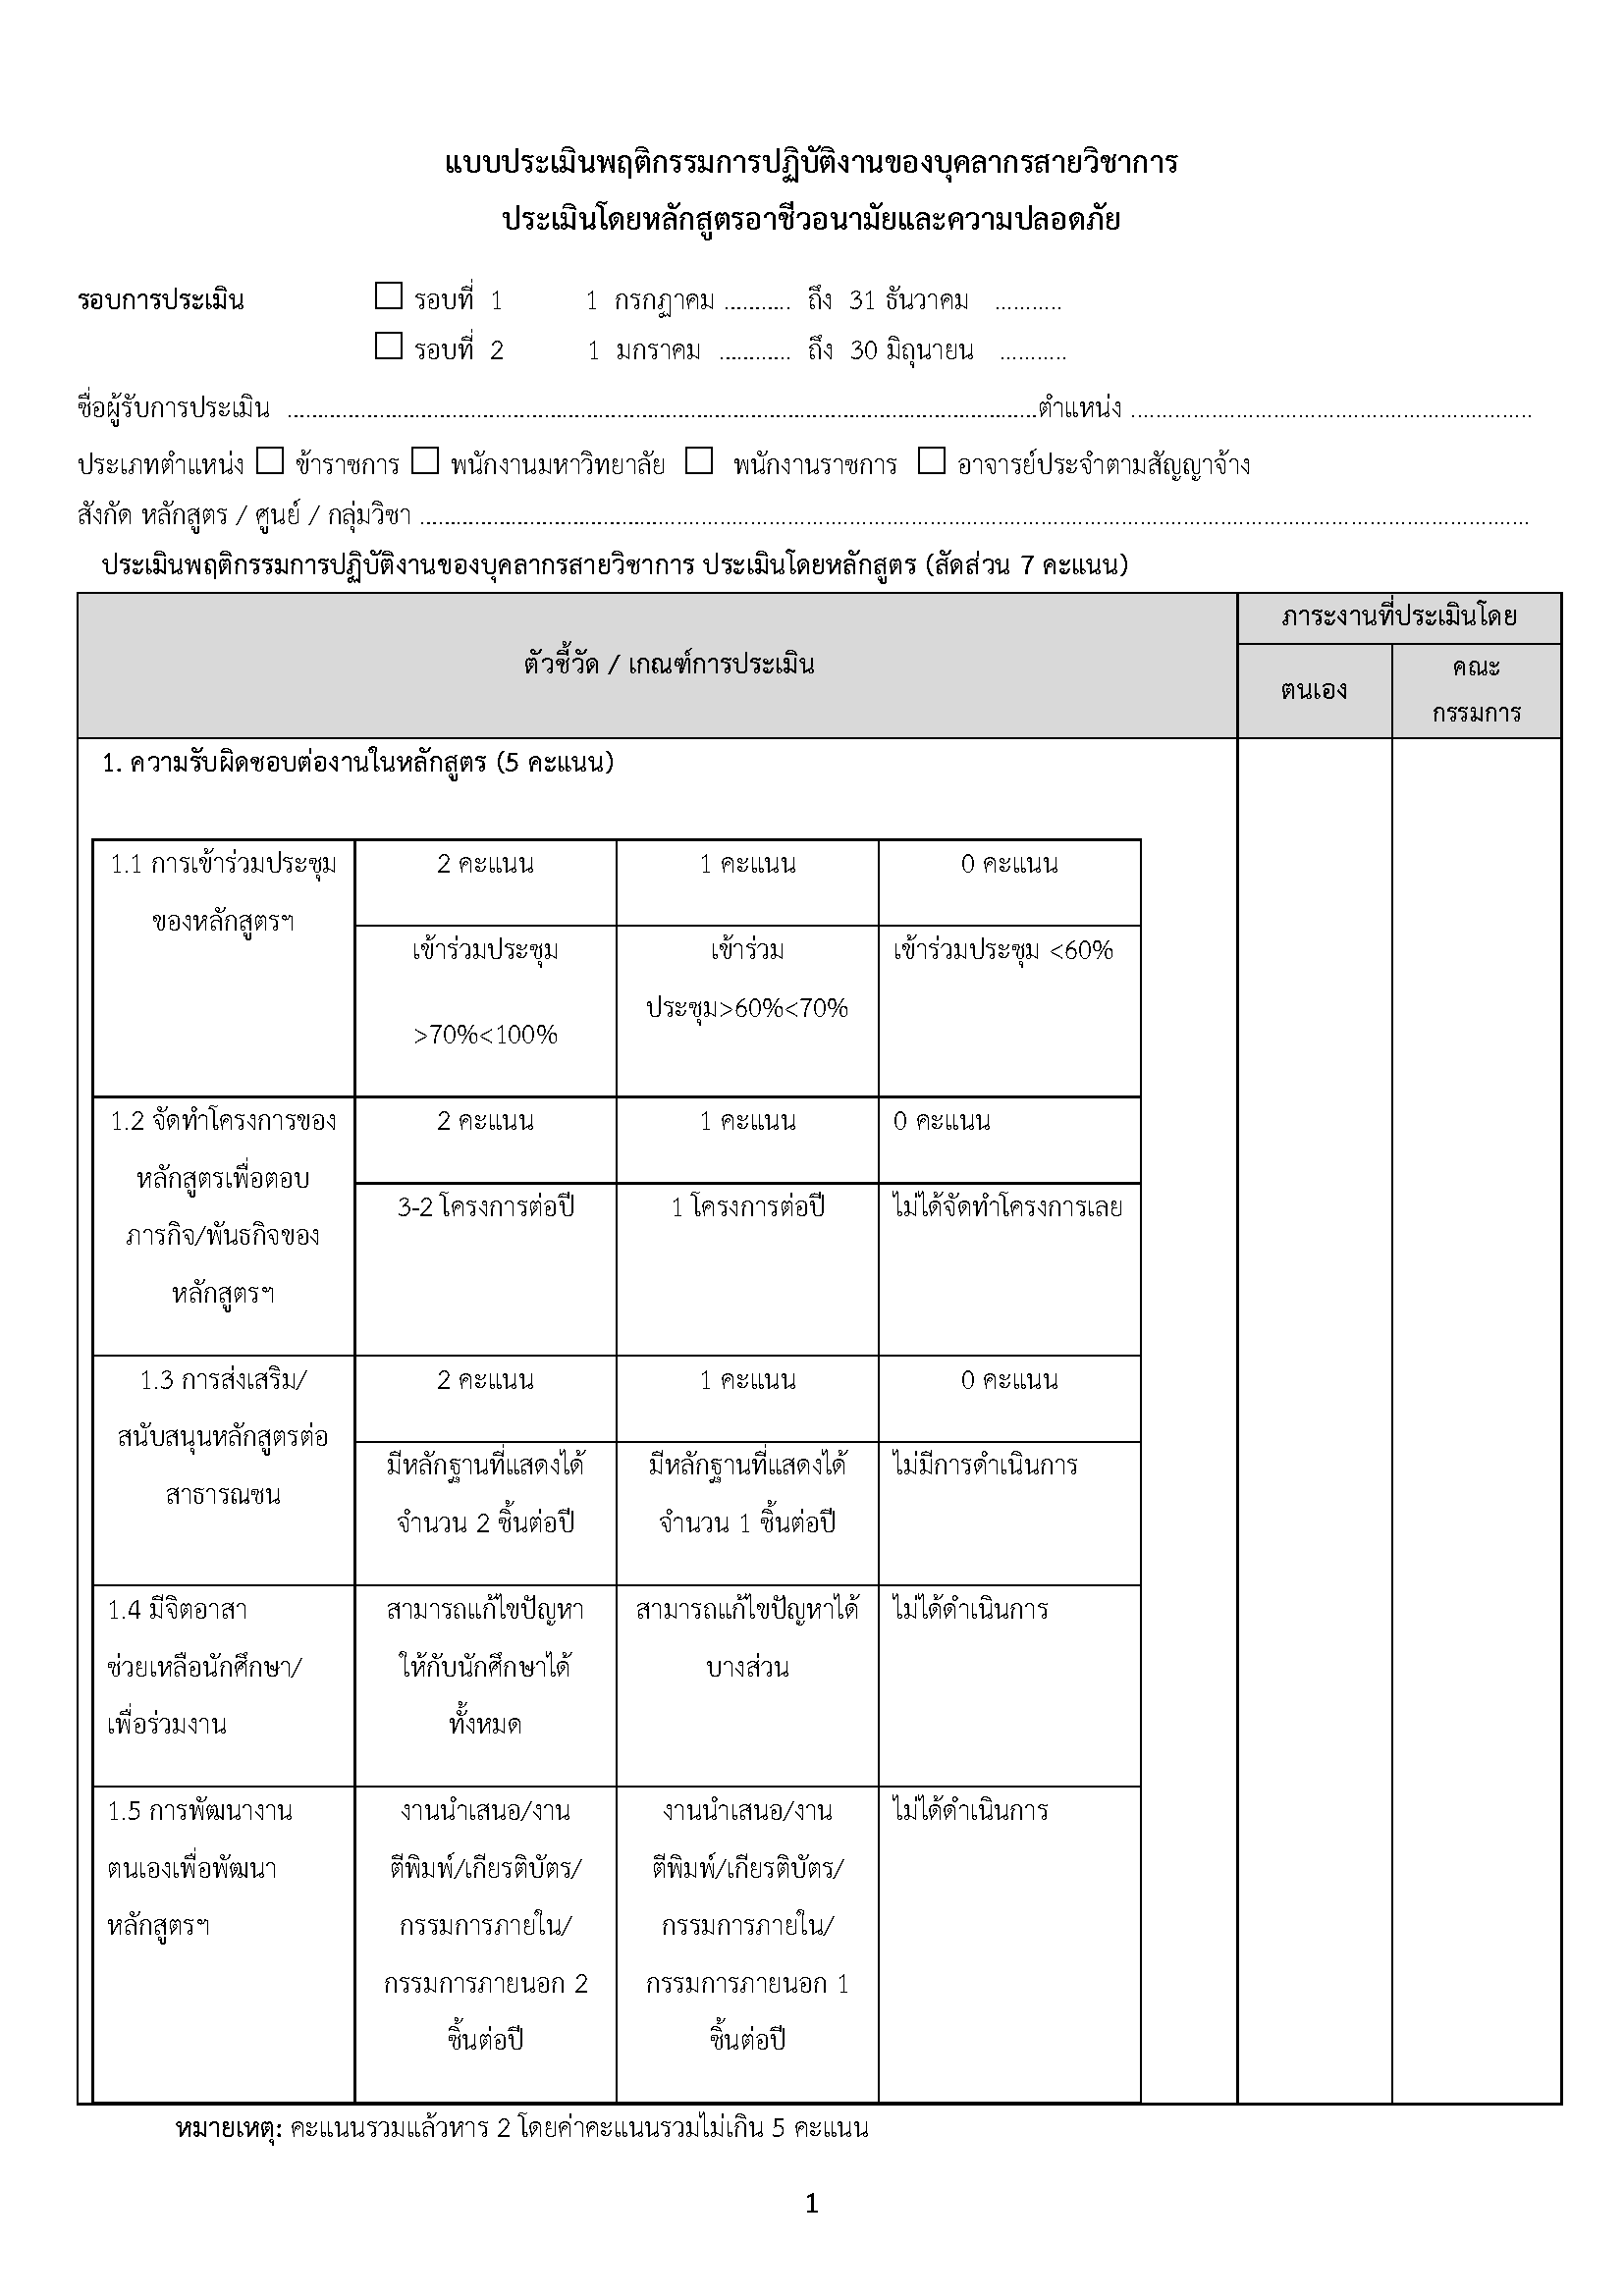 แบบประเมินพฤติกรรมการปฏิบัติงานของบุคลากรสายวิชาการ
ประเมินโดยหลักสูตรอาชีวอนามัยและความปลอดภัย
รอบการประเมิน รอบที่ 1 1 กรกฎาคม ........... ถึง 31 ธันวาคม ...........
รอบที่ 2 1 มกราคม ............ ถึง 30 มิถุนายน ...........
ชื่อผู้รับการประเมิน ........................................................................................................ตำแหน่ง ..............................................................
ประเภทตำแหน่ง ข้าราชการ พนักงานมหาวิทยาลัย พนักงานราชการ อาจารย์ประจำตามสัญญาจ้าง
สังกัด หลักสูตร / ศูนย์ / กลุ่มวิชา ................................................................................................................................................
ประเมินพฤติกรรมการปฏิบัติงานของบุคลากรสายวิชาการ ประเมินโดยหลักสูตร (สัดส่วน 7 คะแนน)
ตัวชี้วัด / เกณฑ์การประเมิน
ภาระงานที่ประเมินโดย
ตนเอง
คณะ
กรรมการ
1. ความรับผิดชอบต่องานในหลักสูตร (5 คะแนน)
1.1 การเข้าร่วมประชุม
ของหลักสูตรฯ
2 คะแนน
1 คะแนน
0 คะแนน
เข้าร่วมประชุม
>70%<100%
เข้าร่วม
ประชุม>60%<70%
เข้าร่วมประชุม <60%
1.2 จัดทำโครงการของ
หลักสูตรเพื่อตอบ
ภารกิจ/พันธกิจของ
หลักสูตรฯ
2 คะแนน
1 คะแนน
0 คะแนน
3-2 โครงการต่อปี
1 โครงการต่อปี
ไม่ได้จัดทำโครงการเลย
1.3 การส่งเสริม/
สนับสนุนหลักสูตรต่อ
สาธารณชน
2 คะแนน
1 คะแนน
0 คะแนน
มีหลักฐานที่แสดงได้
จำนวน 2 ชิ้นต่อปี
มีหลักฐานที่แสดงได้
จำนวน 1 ชิ้นต่อปี
ไม่มีการดำเนินการ
1.4 มีจิตอาสา
ช่วยเหลือนักศึกษา/
เพื่อร่วมงาน
สามารถแก้ไขปัญหา
ให้กับนักศึกษาได้
ทั้งหมด
สามารถแก้ไขปัญหาได้
บางส่วน
ไม่ได้ดำเนินการ
1.5 การพัฒนางาน
ตนเองเพื่อพัฒนา
หลักสูตรฯ
งานนำเสนอ/งาน
ตีพิมพ์/เกียรติบัตร/
กรรมการภายใน/
กรรมการภายนอก 2
ชิ้นต่อปี
งานนำเสนอ/งาน
ตีพิมพ์/เกียรติบัตร/
กรรมการภายใน/
กรรมการภายนอก 1
ชิ้นต่อปี
ไม่ได้ดำเนินการ
หมายเหตุ: คะแนนรวมแล้วหาร 2 โดยค่าคะแนนรวมไม่เกิน 5 คะแนน
1